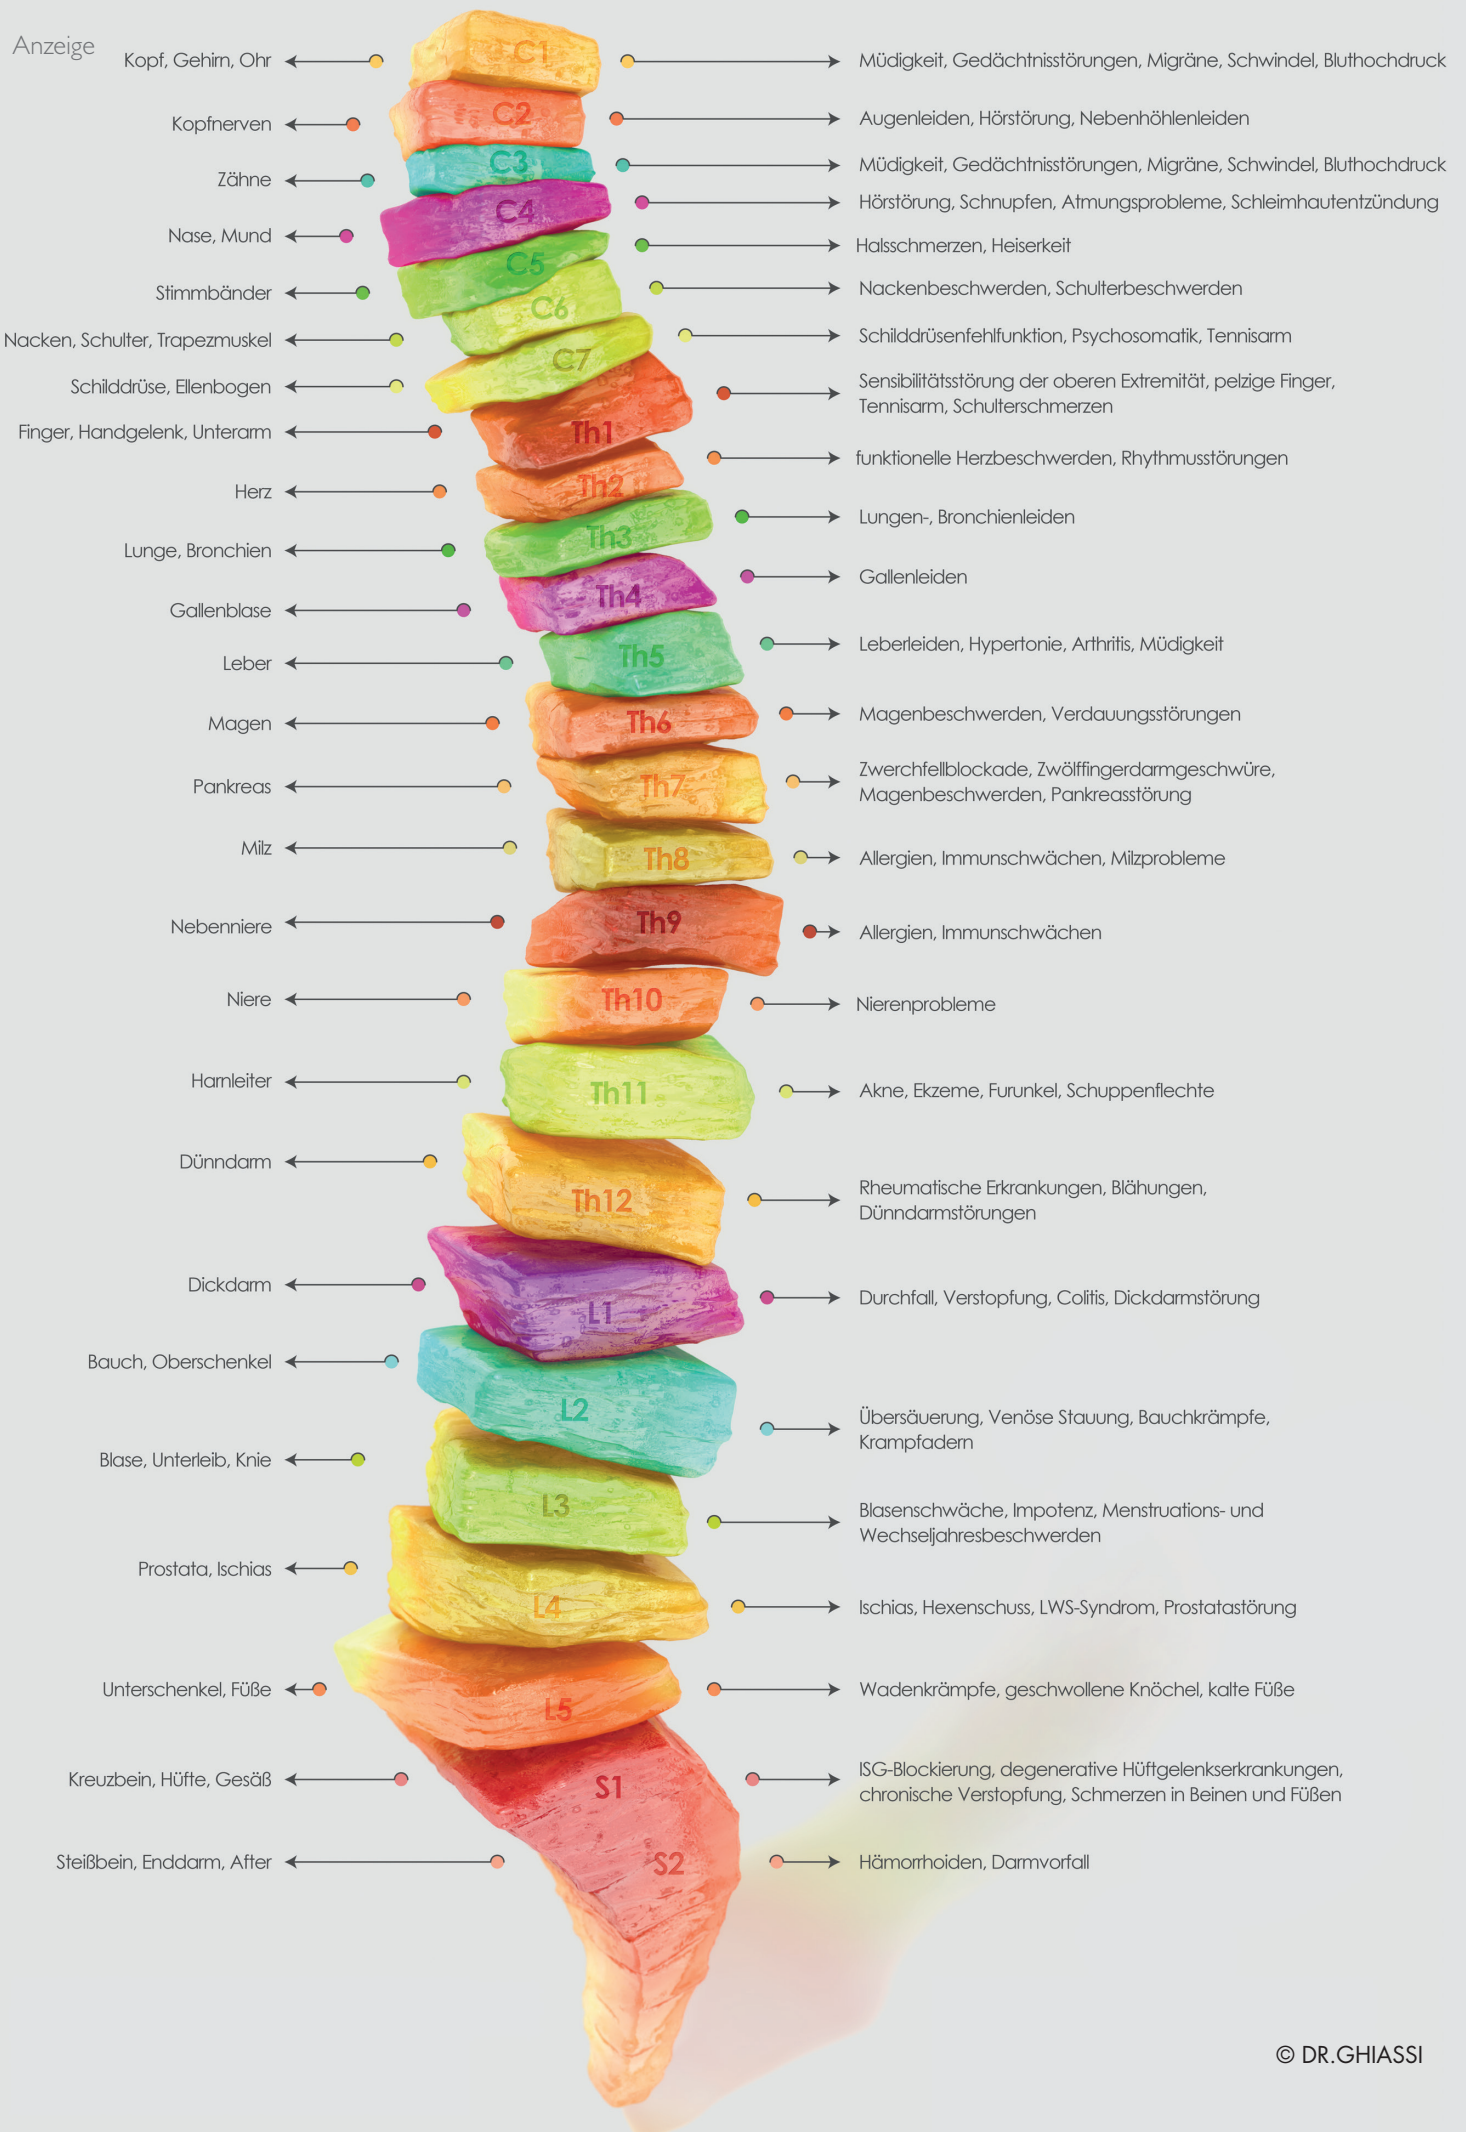 Anzeige
Kopf, Gehirn, Ohr
C1
Müdigkeit, Gedächtnisstörungen, Migräne, Schwindel, Bluthochdruck
Kopfnerven
C2
Augenleiden, Hörstörung, Nebenhöhlenleiden
Zähne
C3
Müdigkeit, Gedächtnisstörungen, Migräne, Schwindel, Bluthochdruck
Nase, Mund
C4
Hörstörung, Schnupfen, Atmungsprobleme, Schleimhautentzündung
Stimmbänder
C5
Halsschmerzen, Heiserkeit
Nacken, Schulter, Trapezmuskel
C6
Nackenbeschwerden, Schulterbeschwerden
Schilddrüse, Ellenbogen
C7
Schilddrüsenfehlfunktion, Psychosomatik, Tennisarm
Finger, Handgelenk, Unterarm
Th1
Sensibilitätsstörung der oberen Extremität, pelzige Finger,
Tennisarm, Schulterschmerzen
Herz
Th2
funktionelle Herzbeschwerden, Rhythmusstörungen
Lunge, Bronchien
Th3
Lungen-, Bronchienleiden
Gallenblase
Th4
Gallenleiden
Leber
Th5
Leberleiden, Hypertonie, Arthritis, Müdigkeit
Magen
Th6
Magenbeschwerden, Verdauungsstörungen
Pankreas
Th7
Zwerchfellblockade, Zwölffingerdarmgeschwüre,
Magenbeschwerden, Pankreasstörung
Milz
Th8
Allergien, Immunschwächen, Milzprobleme
Nebenniere
Th9
Allergien, Immunschwächen
Niere
Th10
Nierenprobleme
Harnleiter
Th11
Akne, Ekzeme, Furunkel, Schuppenflechte
Dünndarm
Th12
Rheumatische Erkrankungen, Blähungen,
Dünndarmstörungen
Dickdarm
L1
Durchfall, Verstopfung, Colitis, Dickdarmstörung
Bauch, Oberschenkel
L2
Übersäuerung, Venöse Stauung, Bauchkrämpfe,
Krampfadern
Blase, Unterleib, Knie
L3
Blasenschwäche, Impotenz, Menstruations- und
Wechseljahresbeschwerden
Prostata, Ischias
L4
Ischias, Hexenschuss, LWS-Syndrom, Prostatastörung
Unterschenkel, Füße
L5
Wadenkrämpfe, geschwollene Knöchel, kalte Füße
Kreuzbein, Hüfte, Gesäß
S1
ISG-Blockierung, degenerative Hüftgelenkserkrankungen,
chronische Verstopfung, Schmerzen in Beinen und Füßen
Steißbein, Enddarm, After
S2
Hämorrhoiden, Darmvorfall
© DR.GHIASSI